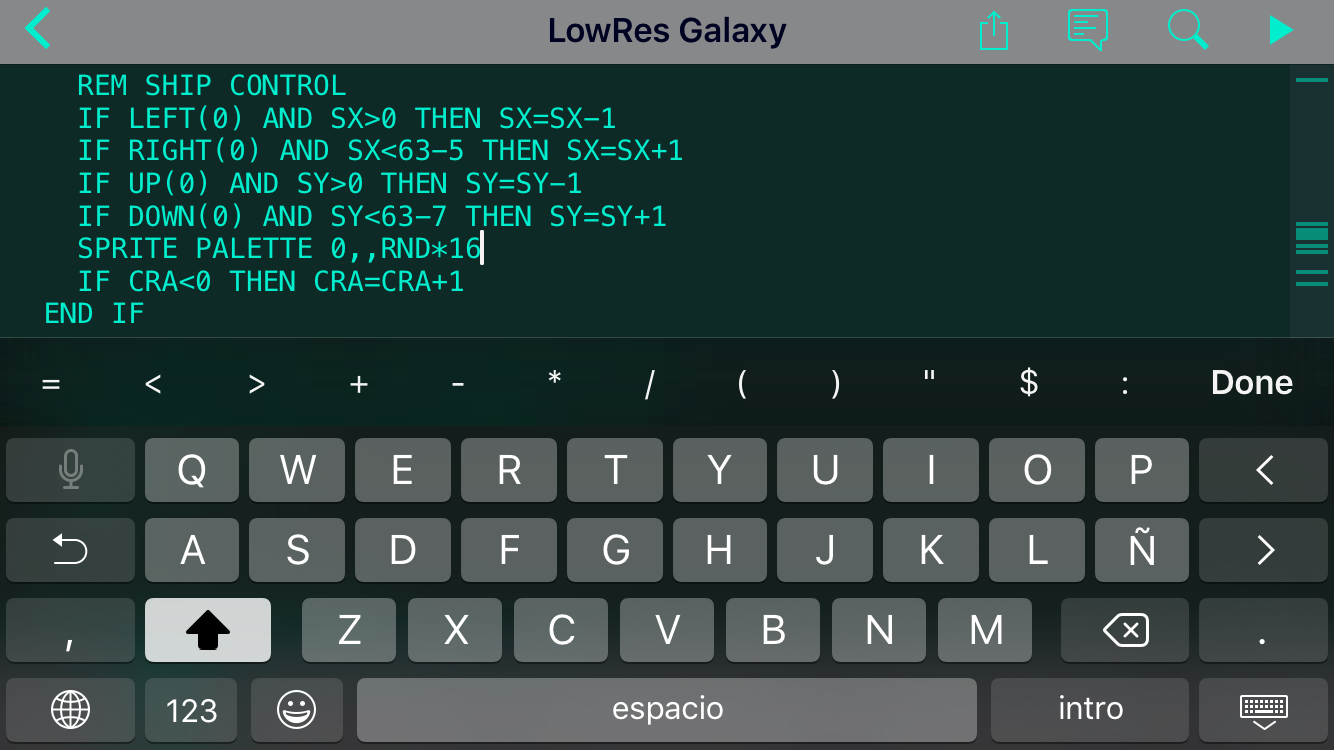 LowRes Galaxy
REM SHIP CONTROL
IF LEFT(0) AND SX>0 THEN SX=SX-1
IF RIGHT(0) AND SX<63-5 THEN SX=SX+1
IF UP(0) AND SY>0 THEN SY=SY-1
IF DOWN(0) AND SY<63-7 THEN SY=SY+1
SPRITE PALETTE 0,,RND*16
IF CRA<0 THEN CRA=CRA+1
END IF
= < > + - * / ( ) " $ : Done
Q W E R T Y U I O P <
A S D F G H J K L Ñ >
, Z X C V B N M .
123 espacio intro